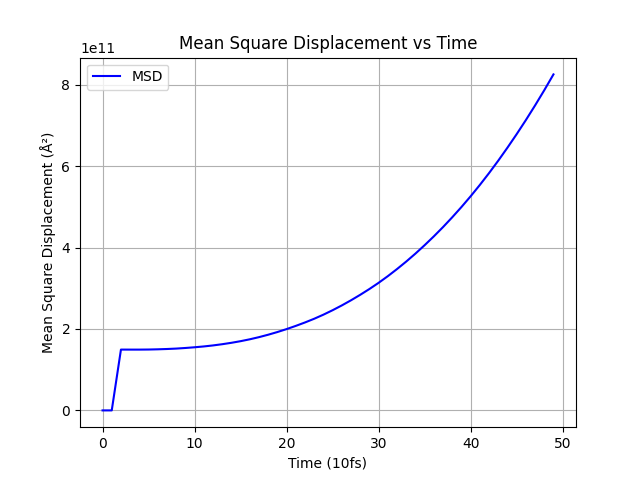 Mean Square Displacement vs Time
1e11
MSD
8
6
4
2
0
Mean Square Displacement (Å²)
0 10 20 30 40 50
Time (10fs)